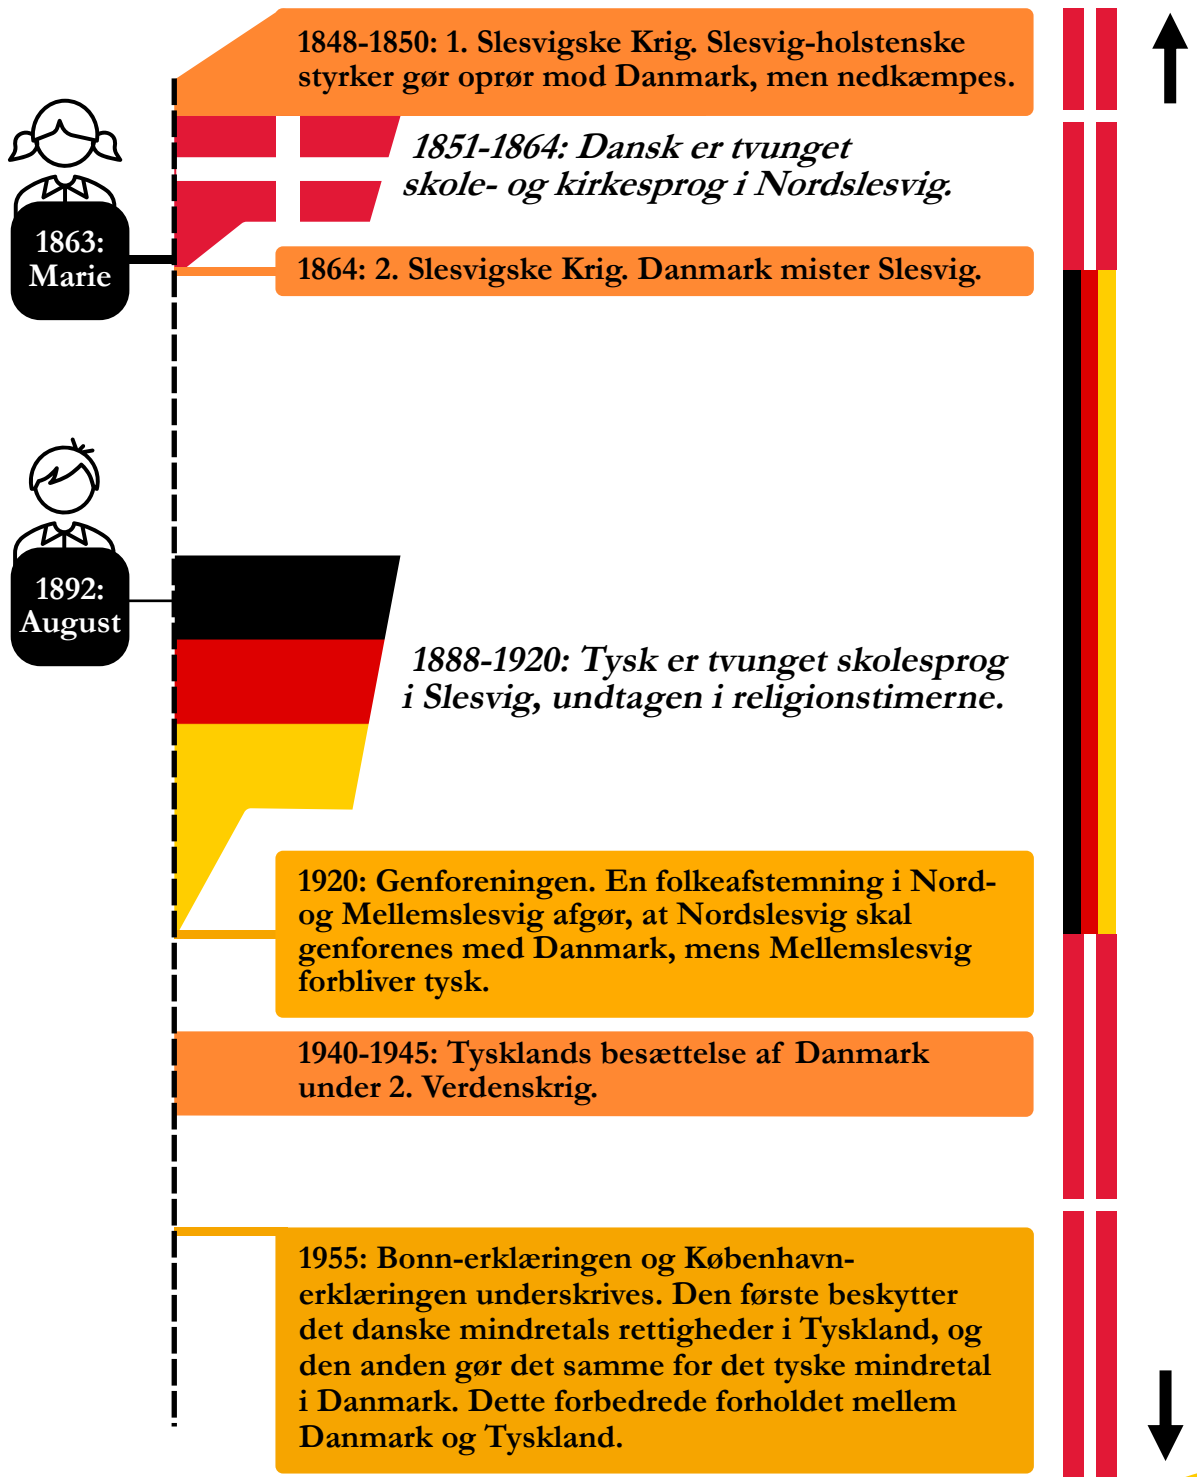 1848-1850: 1. Slesvigske Krig. Slesvig-holstenske
styrker gør oprør mod Danmark, men nedkæmpes.
1851-1864: Dansk er tvunget
skole- og kirkesprog i Nordslesvig.
1863:
Marie
1864: 2. Slesvigske Krig. Danmark mister Slesvig.
1892:
August
1888-1920: Tysk er tvunget skolesprog
i Slesvig, undtagen i religionstimerne.
1920: Genforeningen. En folkeafstemning i Nord-
og Mellemslesvig afgør, at Nordslesvig skal
genforenes med Danmark, mens Mellemslesvig
forbliver tysk.
1940-1945: Tysklands besættelse af Danmark
under 2. Verdenskrig.
1955: Bonn-erklæringen og København-
erklæringen underskrives. Den første beskytter
det danske mindretals rettigheder i Tyskland, og
den anden gør det samme for det tyske mindretal
i Danmark. Dette forbedrede forholdet mellem
Danmark og Tyskland.